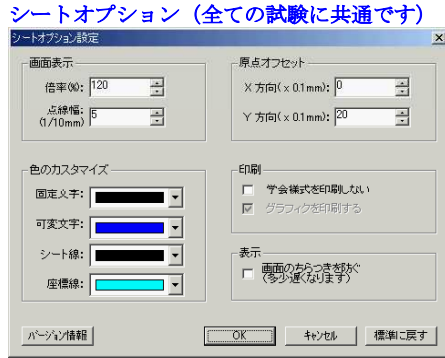 シートオプション（全ての試験に共通です）
シートオプション設定
画面表示
倍率(%): 120
点線幅: 5
(1/10mm)
原点オフセット
X 方向(×0.1mm): 0
Y 方向(×0.1mm): 20
色のカスタマイズ
固定文字:
可変文字:
シート線:
座標線:
印刷
学会様式を印刷しない
グラフィクを印刷する
表示
画面のちらつきを防ぐ
(多少遅くなります)
バージョン情報
OK
キャンセル
標準に戻す